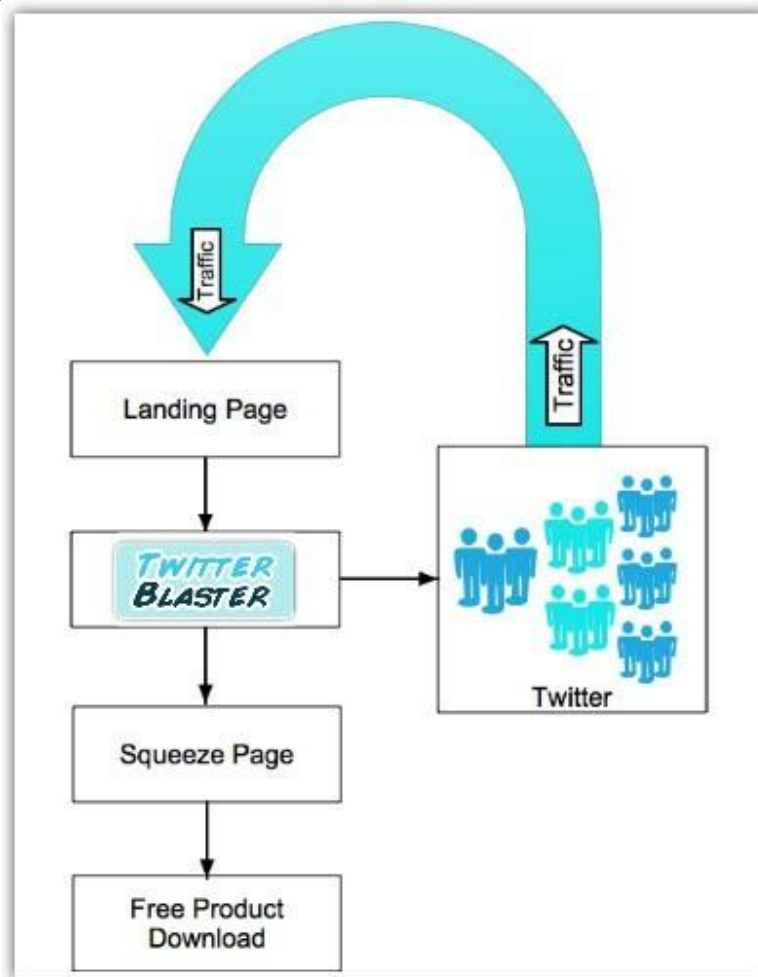 Traffic
Traffic
Landing Page
TWITTER
BLASTER
Twitter
Squeeze Page
Free Product
Download